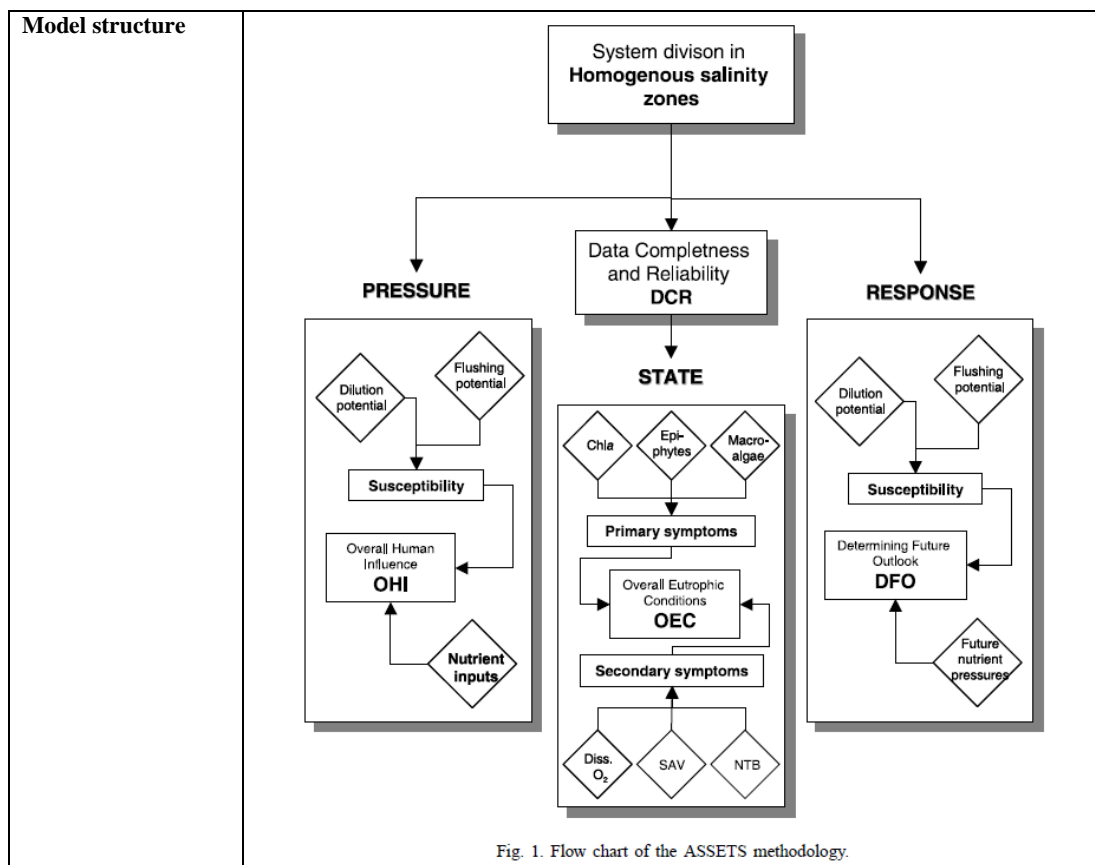 Model structure
System divison in
Homogenous salinity
zones
Data Completness
and Reliability
DCR
PRESSURE
Dilution
potential
Flushing
potential
Susceptibility
Overall Human
Influence
OHI
Nutrient
inputs
STATE
Chla
Epi-
phytes
Macro-
algae
Primary symptoms
Overall Eutrophic
Conditions
OEC
Secondary symptoms
Diss.
O2
SAV
NTB
RESPONSE
Dilution
potential
Flushing
potential
Susceptibility
Determining Future
Outlook
DFO
Future
nutrient
pressures
Fig. 1. Flow chart of the ASSETS methodology.